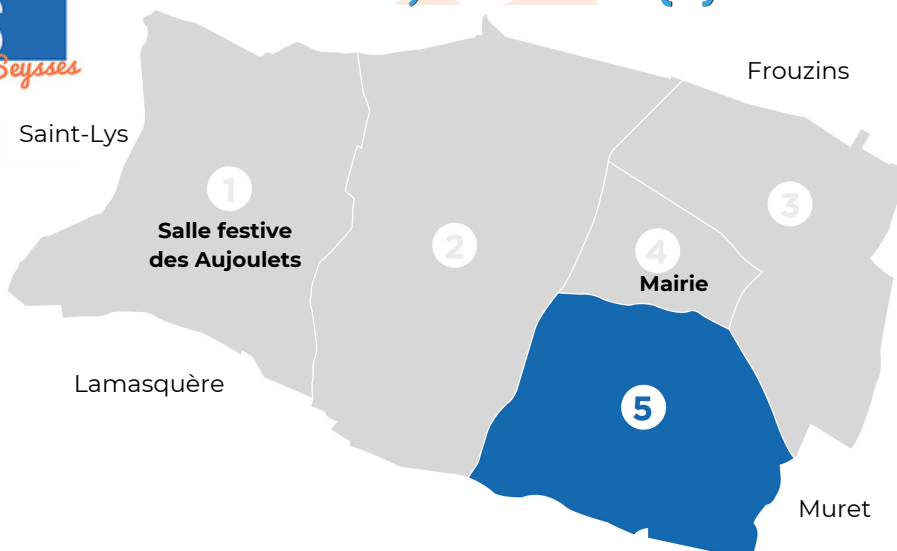 Seysses
Frouzins
Saint-Lys
1
Salle festive
des Aujoulets
2
3
4
Mairie
Lamasquère
5
Muret